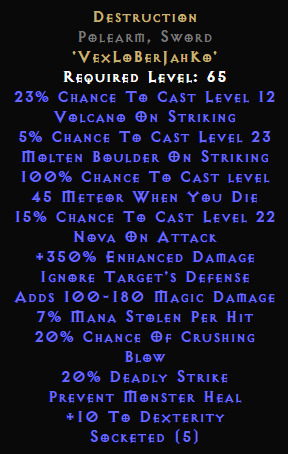 Destruction
Polearm, Sword
'VexLoBerJahKo'
Required Level: 65
23% Chance To Cast Level 12
Volcano On Striking
5% Chance To Cast Level 23
Molten Boulder On Striking
100% Chance To Cast level
45 Meteor When You Die
15% Chance To Cast Level 22
Nova On Attack
+350% Enhanced Damage
Ignore Target's Defense
Adds 100-180 Magic Damage
7% Mana Stolen Per Hit
20% Chance Of Crushing
Blow
20% Deadly Strike
Prevent Monster Heal
+10 To Dexterity
Socketed (5)